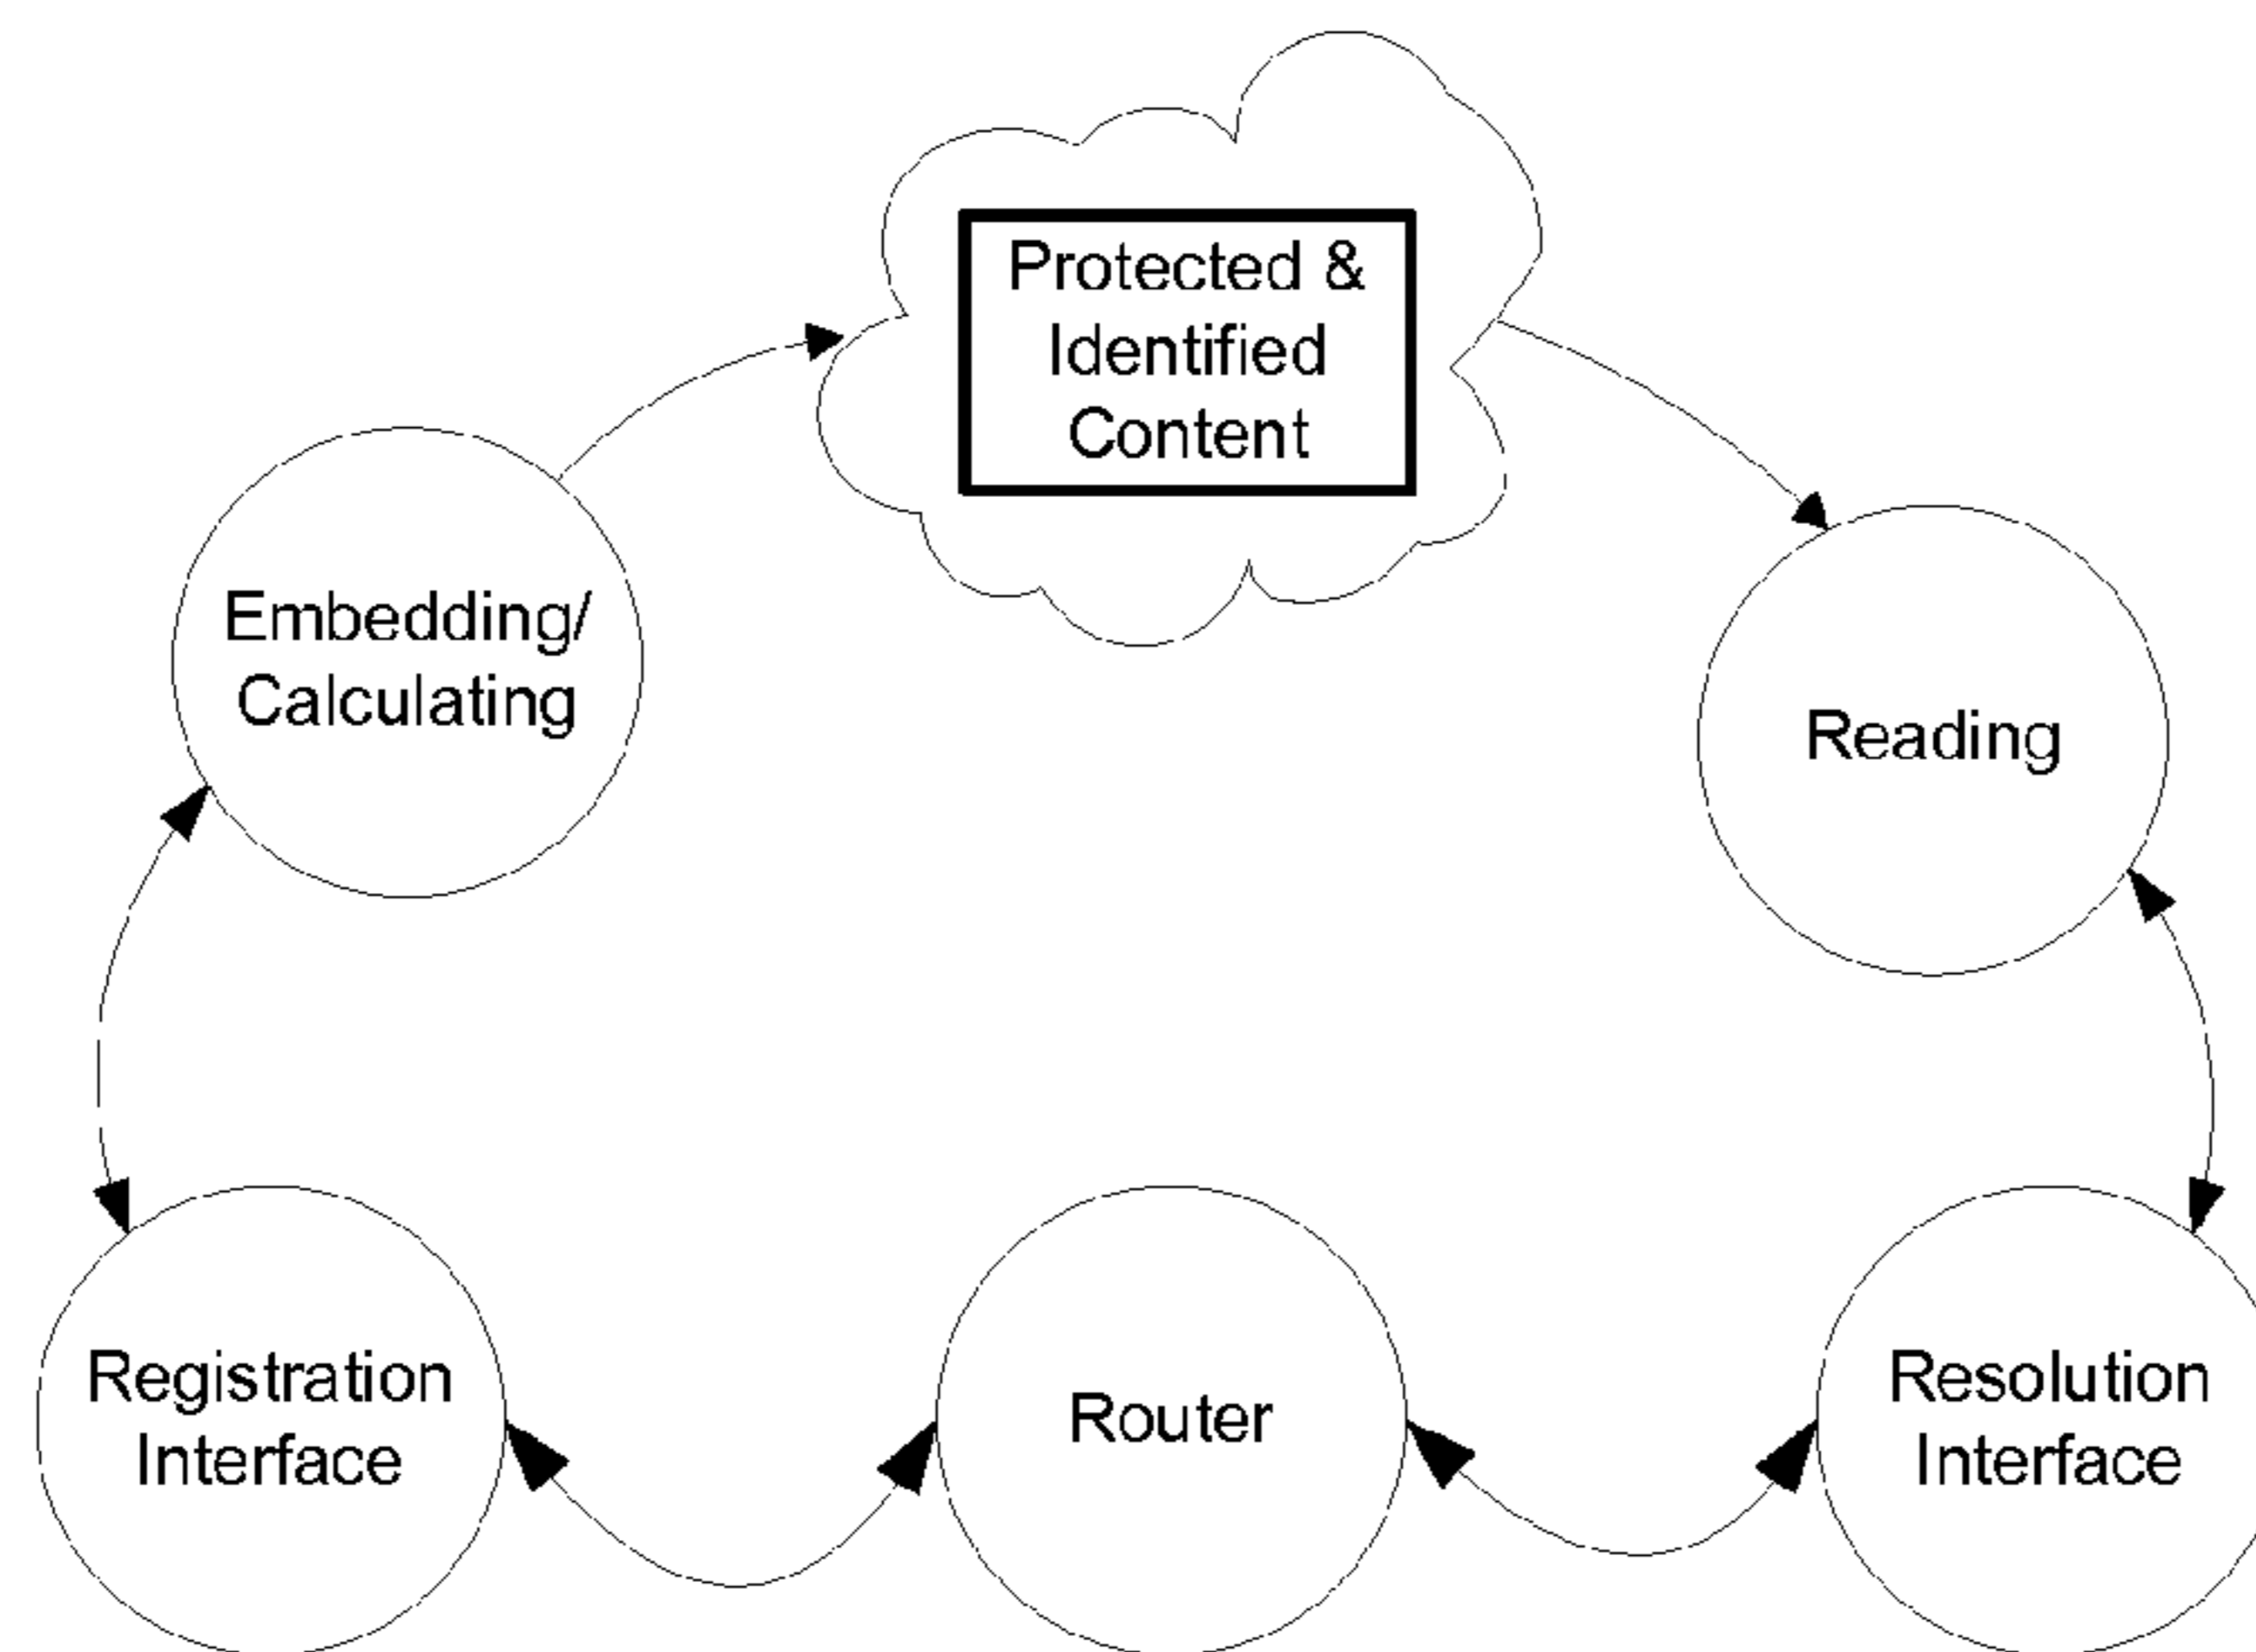 Protected &
Identified
Content
Embedding/
Calculating
Reading
Registration
Interface
Router
Resolution
Interface